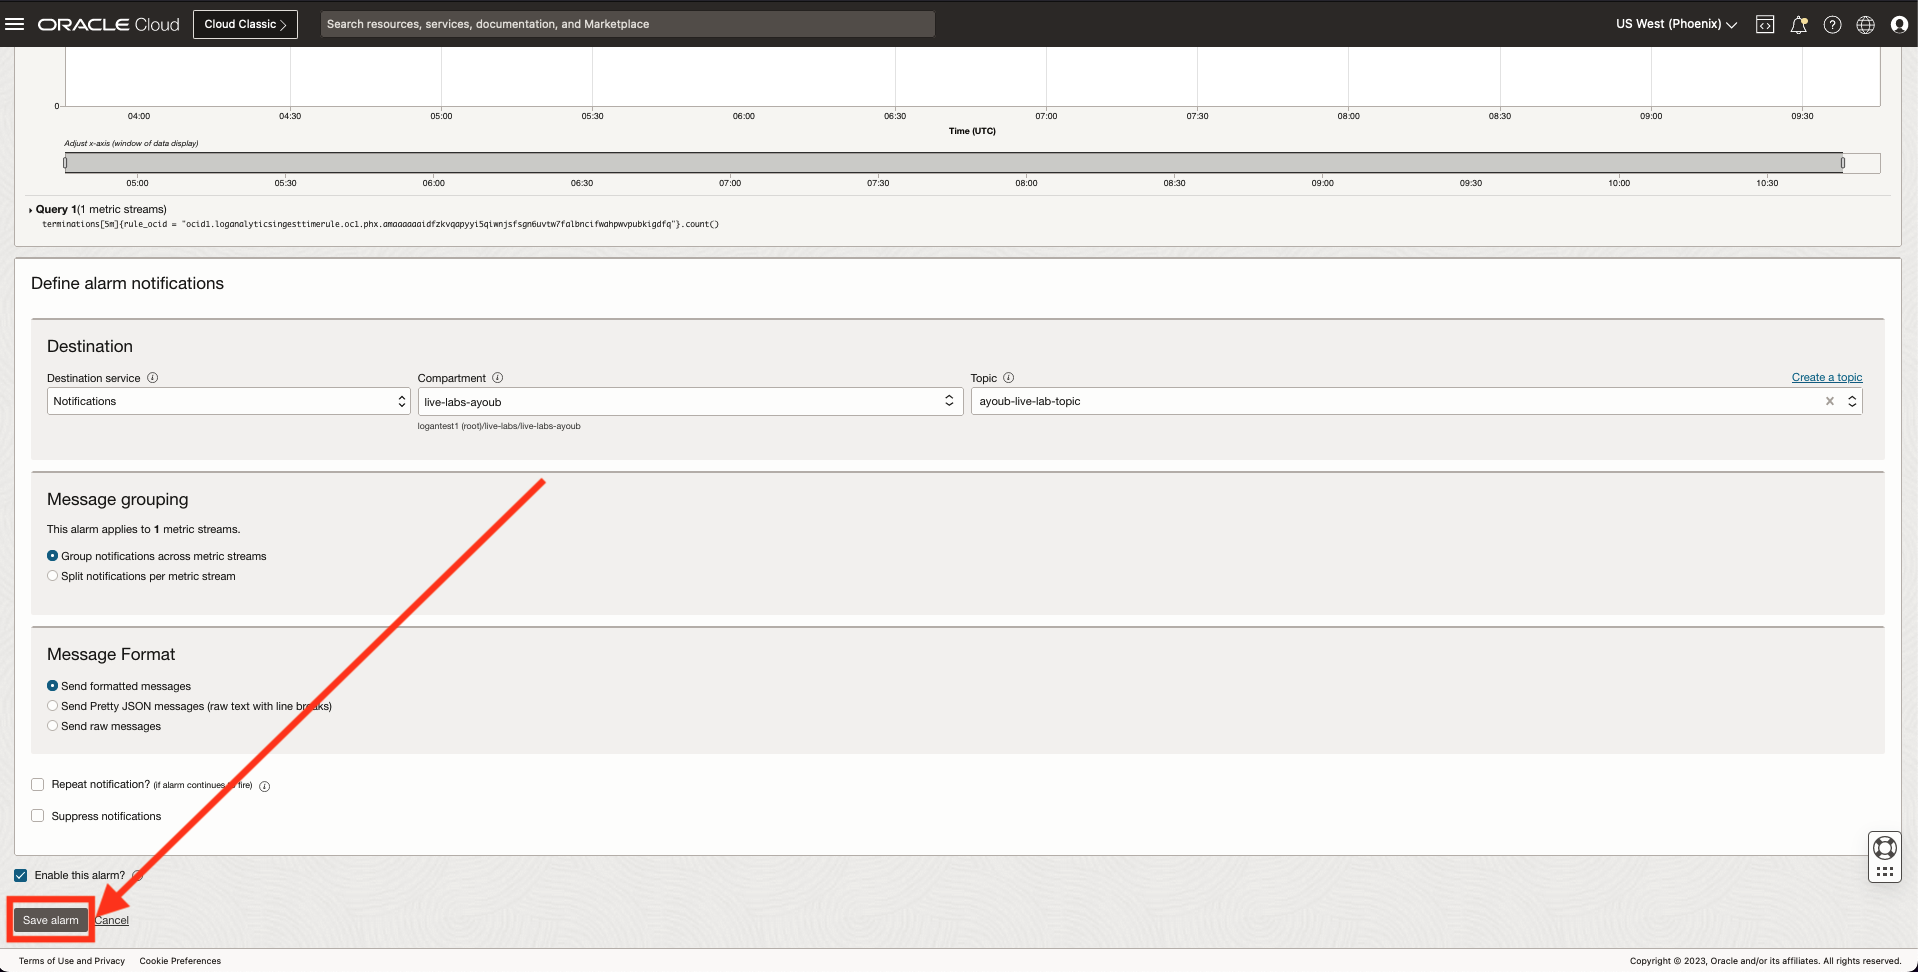 ORACLE Cloud
Cloud Classic
Search resources, services, documentation, and Marketplace
US West (Phoenix)
0
04:00 04:30 05:00 05:30 06:00 06:30 07:00 07:30 08:00 08:30 09:00 09:30
Time (UTC)
Adjust x-axis (window of data display)
05:00 05:30 06:00 06:30 07:00 07:30 08:00 08:30 09:00 09:30 10:00 10:30
Query 1(1 metric streams)
terminations[5m]{rule_ocid = "ocid1.loganalyticsingesttimerule.oc1.phx.amaaaaaaidfzkvqapyyi5qiwnjsfsgn6uvtw7falbncifwahpwvpubkigdfq"}.count()
Define alarm notifications
Destination
Destination service
Compartment
Topic
Create a topic
Notifications
live-labs-ayoub
ayoub-live-lab-topic
logantest1 (root)/live-labs/live-labs-ayoub
Message grouping
This alarm applies to 1 metric streams.
Group notifications across metric streams
Split notifications per metric stream
Message Format
Send formatted messages
Send Pretty JSON messages (raw text with line breaks)
Send raw messages
Repeat notification? (if alarm continues to fire)
Suppress notifications
Enable this alarm?
Save alarm
Cancel
Terms of Use and Privacy
Cookie Preferences
Copyright © 2023, Oracle and/or its affiliates. All rights reserved.